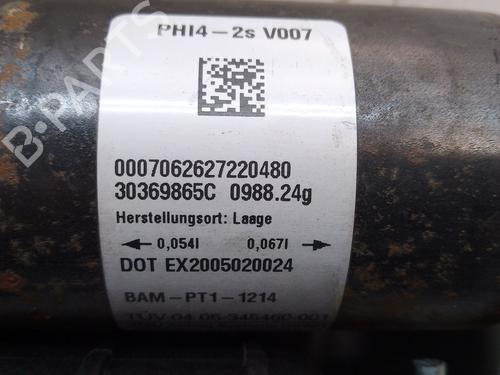 PHI4-2s V007
0007062627220480
30369865C 0988.24g
Herstellungsort: Laage
0,054l 0,067l
DOT EX2005020024
BAM-PT1-1214
B-PARTS